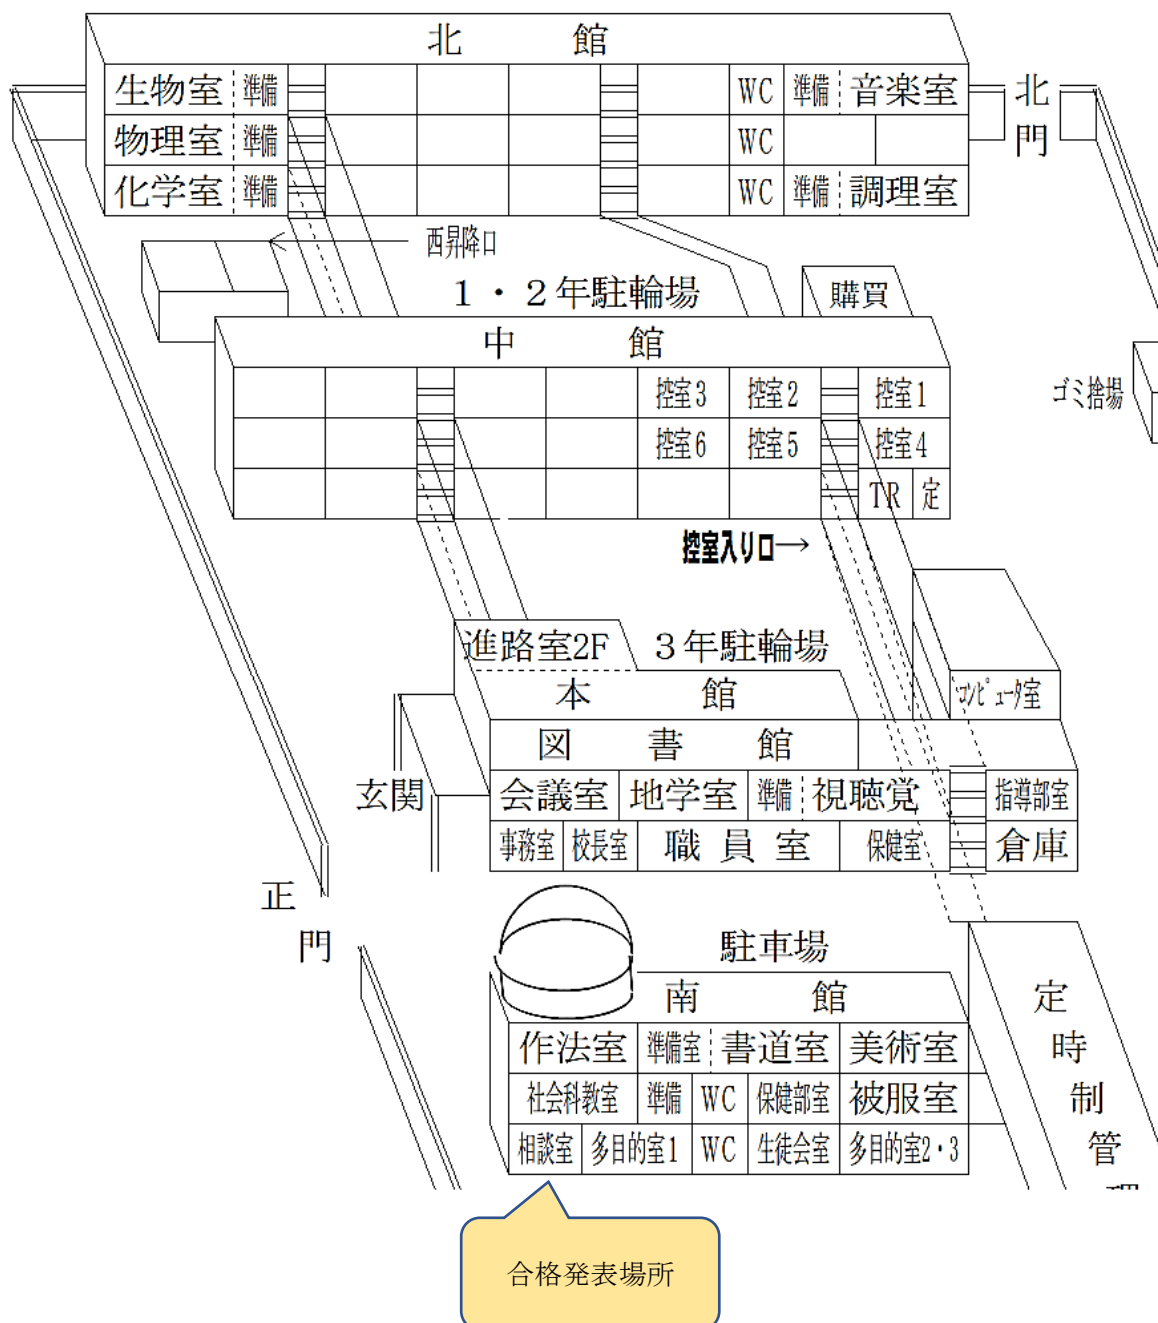 北　館
生物室 準備 WC 準備 音楽室
北門
物理室 準備 WC
化学室 準備 WC 準備 調理室
西昇降口
1・2年駐輪場
購買
中　館
控室3 控室2 控室1
ゴミ捨場
控室6 控室5 控室4
TR 定
控室入り口→
進路室2F
3年駐輪場
本　館
コンピュータ室
図　書　館
玄関
会議室 地学室 準備 視聴覚 指導部室
事務室 校長室 職員室 保健室 倉庫
正門
駐車場
南　館
定時制管理
作法室 準備室 書道室 美術室
社会科教室 準備 WC 保健部室 被服室
相談室 多目的室1 WC 生徒会室 多目的室2・3
合格発表場所